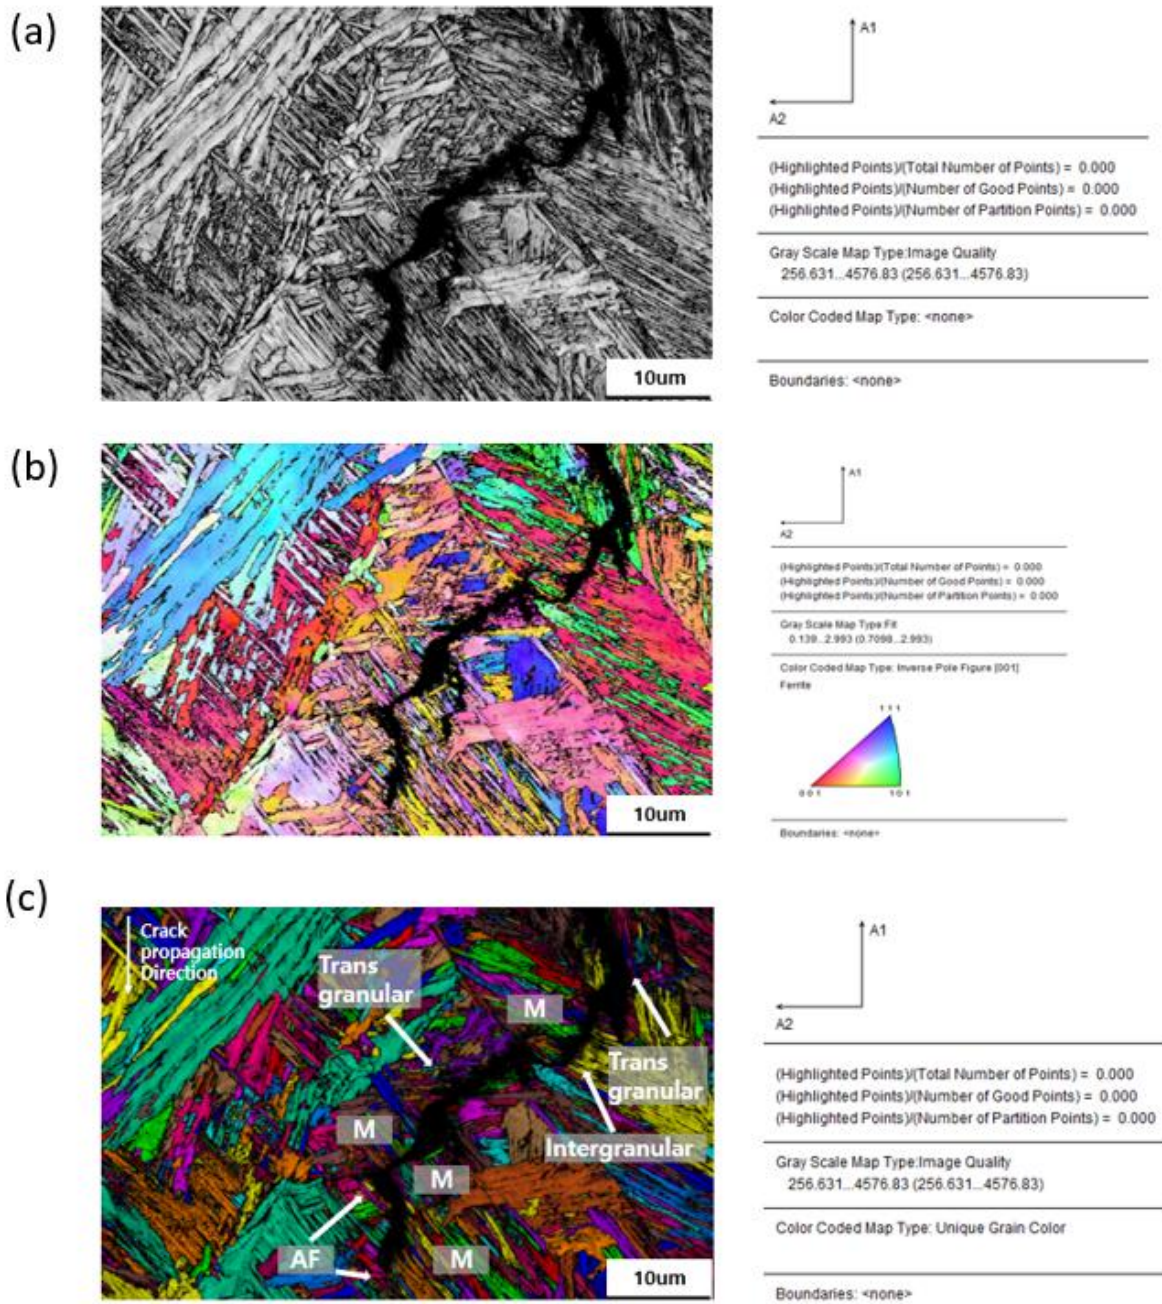 (a)
10um
A1
A2
(Highlighted Points)/(Total Number of Points) = 0.000
(Highlighted Points)/(Number of Good Points) = 0.000
(Highlighted Points)/(Number of Partition Points) = 0.000
Gray Scale Map Type:Image Quality
256.631...4576.83 (256.631...4576.83)
Color Coded Map Type: <none>
Boundaries: <none>
(b)
10um
A1
A2
(Highlighted Points)/(Total Number of Points) = 0.000
(Highlighted Points)/(Number of Good Points) = 0.000
(Highlighted Points)/(Number of Partition Points) = 0.000
Gray Scale Map Type:Fit
0.139...2.993 (0.7098...2.993)
Color Coded Map Type: Inverse Pole Figure [001]
Ferrite
111
001
101
Boundaries: <none>
(c)
Crack
propagation
Direction
Trans
granular
M
Trans
granular
M
Intergranular
M
AF
M
10um
A1
A2
(Highlighted Points)/(Total Number of Points) = 0.000
(Highlighted Points)/(Number of Good Points) = 0.000
(Highlighted Points)/(Number of Partition Points) = 0.000
Gray Scale Map Type:Image Quality
256.631...4576.83 (256.631...4576.83)
Color Coded Map Type: Unique Grain Color
Boundaries: <none>